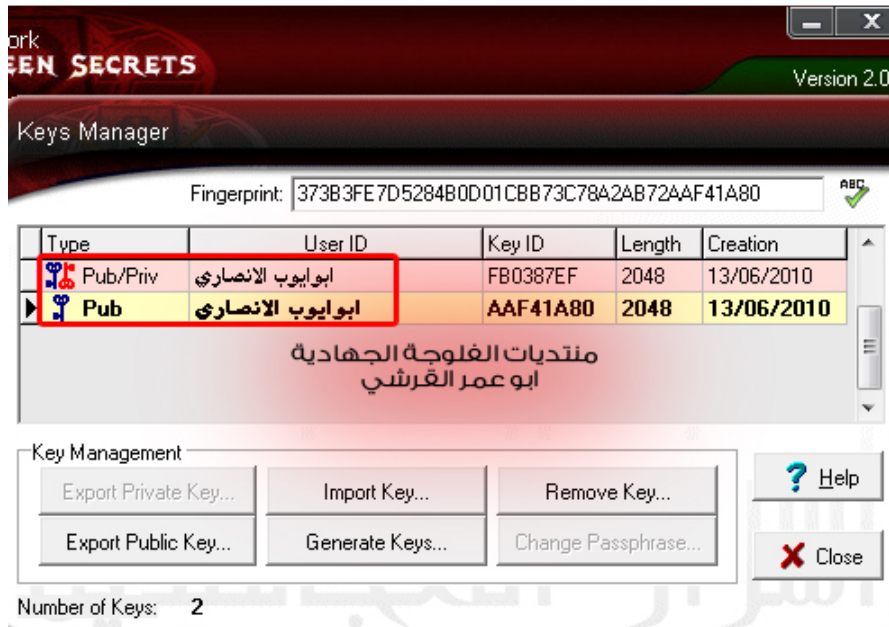 ork
EEN SECRETS
Version 2.0
Keys Manager
Fingerprint: 373B3FE7D5284B0D01CBB73C78A2AB72AAF41A80
ABC
Type User ID Key ID Length Creation
Pub/Priv ابوايوب الانصاري FB0387EF 2048 13/06/2010
Pub ابوايوب الانصاري AAF41A80 2048 13/06/2010
منتديات الفلوجة الجهادية
ابو عمر القرشي
Key Management
Export Private Key... Import Key... Remove Key...
Help
Export Public Key... Generate Keys... Change Passphrase...
Close
Number of Keys: 2